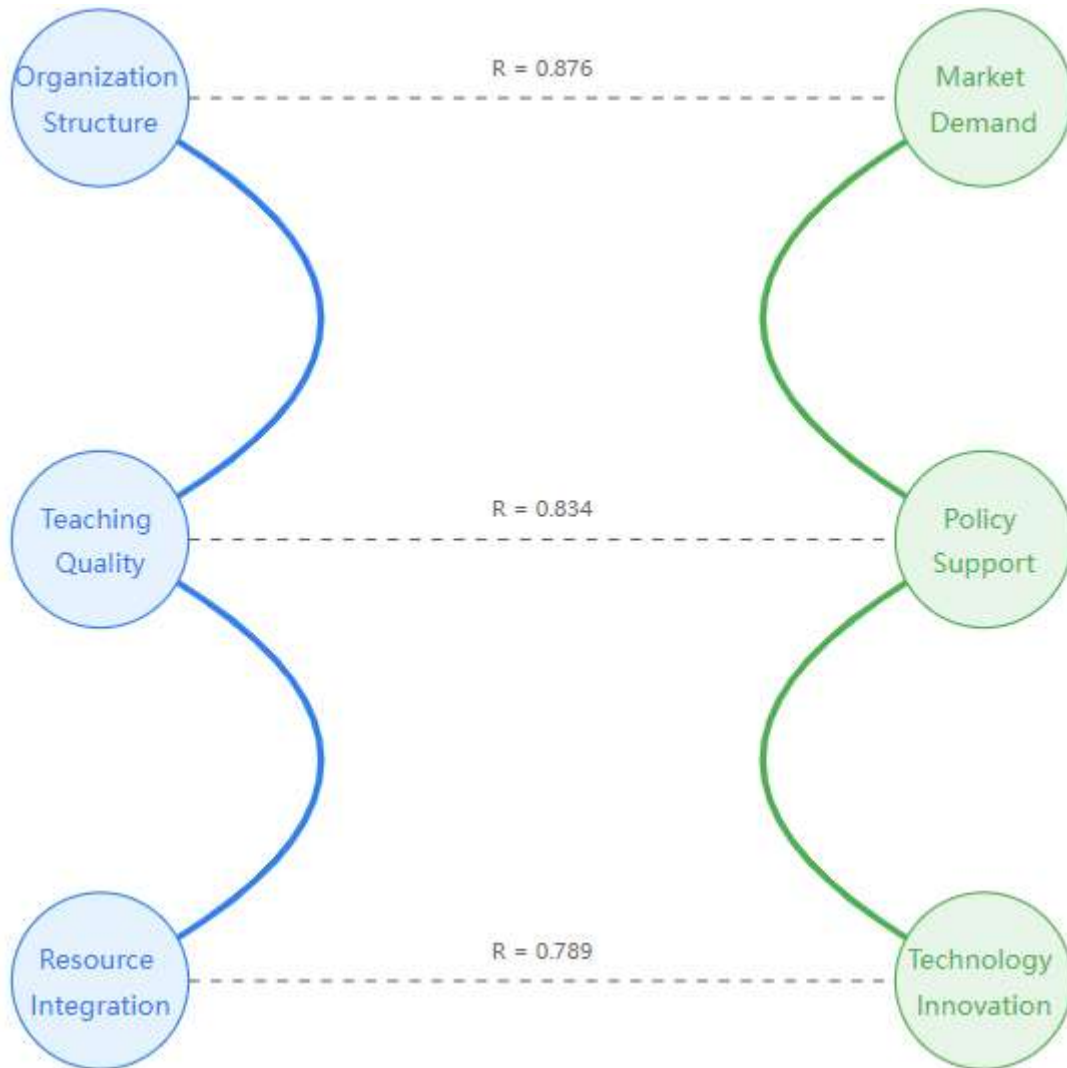 Organization
Structure
R = 0.876
Market
Demand
Teaching
Quality
R = 0.834
Policy
Support
Resource
Integration
R = 0.789
Technology
Innovation